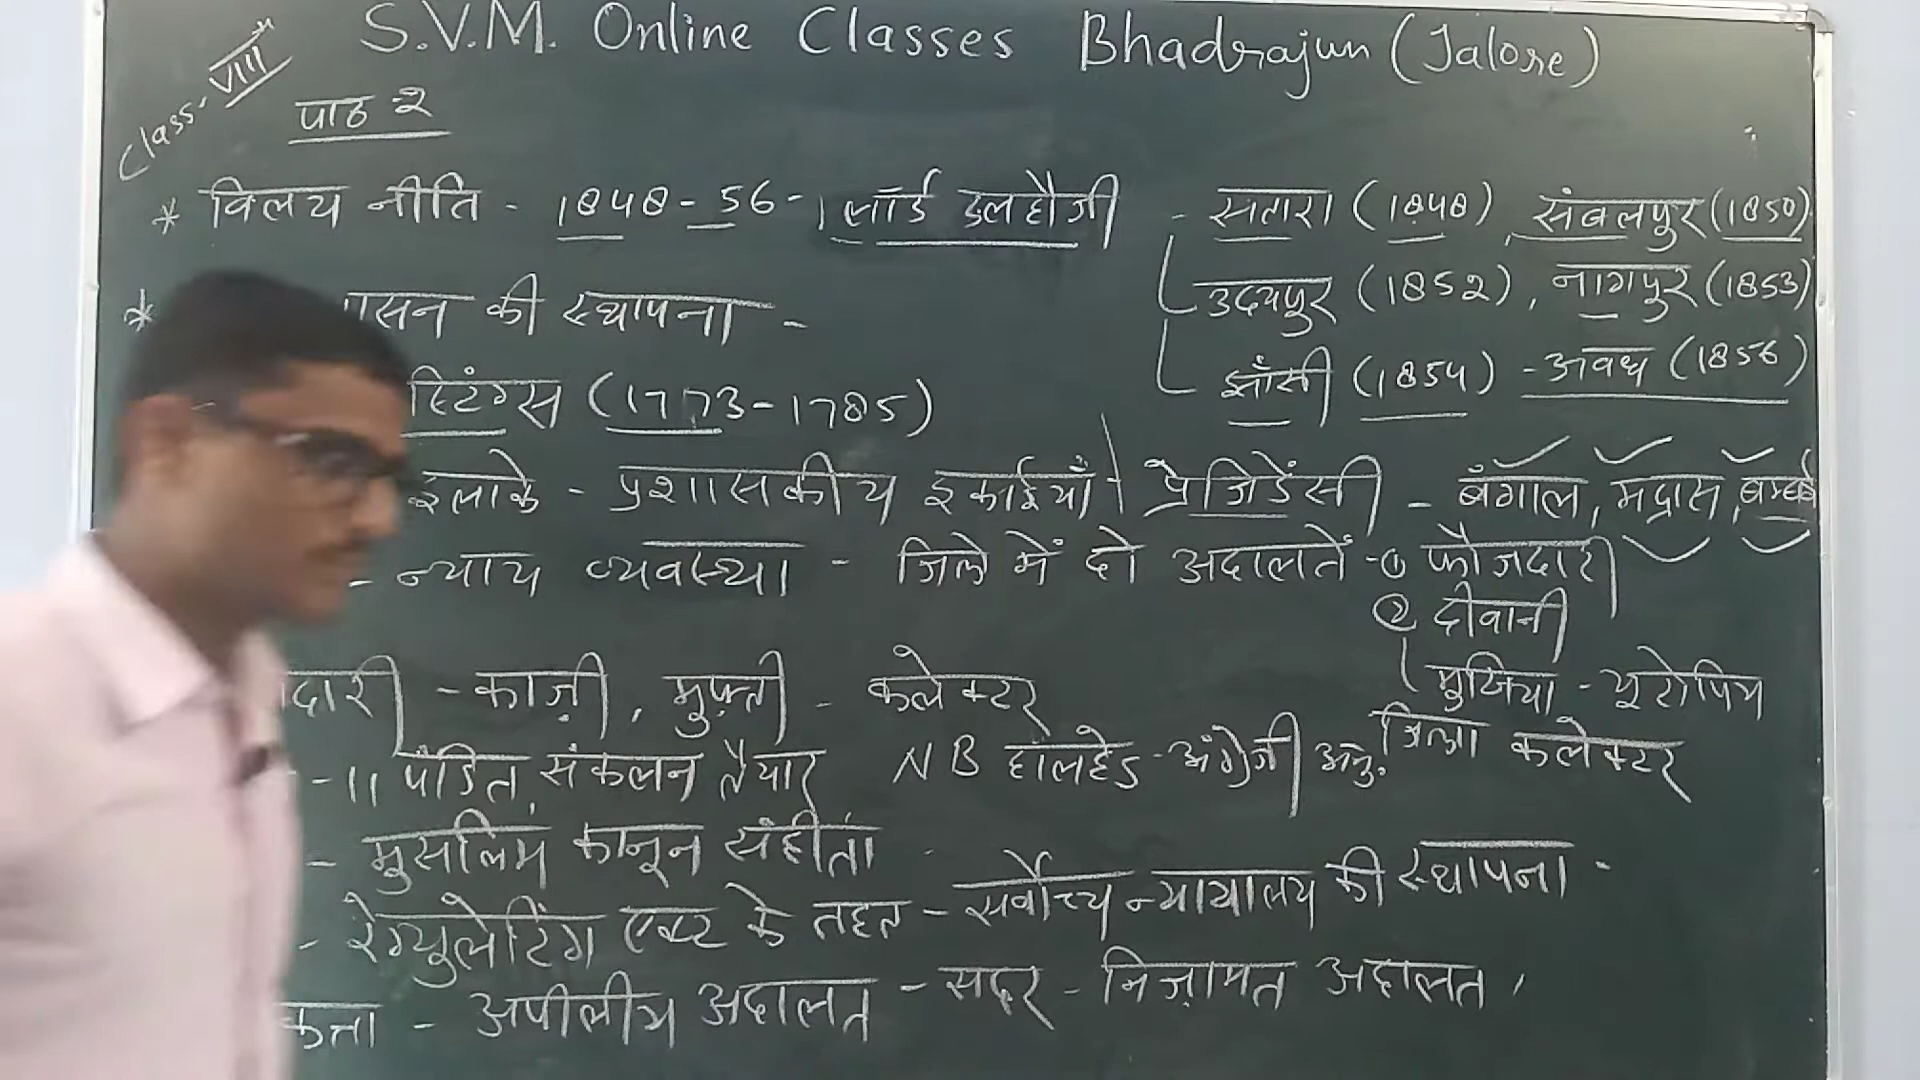 S.V.M. Online Classes Bhadrajun (Jalore)
Class- VIII
पाठ २
* विलय नीति - 1848-56- लॉर्ड डलहौजी - सतारा (1848), संबलपुर (1850)
उदयपुर (1852), नागपुर (1853)
झाँसी (1854) - अवध (1856)
* ासन की स्थापना -
स्टिंग्स (1773-1785)
इलाके - प्रशासकीय इकाईयाँ - प्रेजिडेंसी - बँगाल, मद्रास, बम्बई
- न्याय व्यवस्था - जिले में दो अदालतें - ① फौजदारी
② दीवानी
मुखिया - यूरोपिय
जिला कलेक्टर
दारी - काज़ी, मुफ़्ती - कलेक्टर
- 11 पंडित, संकलन तैयार NB हालहेड - अंग्रेजी अनु.
- मुसलिम कानून संहीता
- रेग्युलेटिंग एक्ट के तहत - सर्वोच्च न्यायालय की स्थापना -
कत्ता - अपीलीय अदालत - सदर - निज़ामत अदालत,